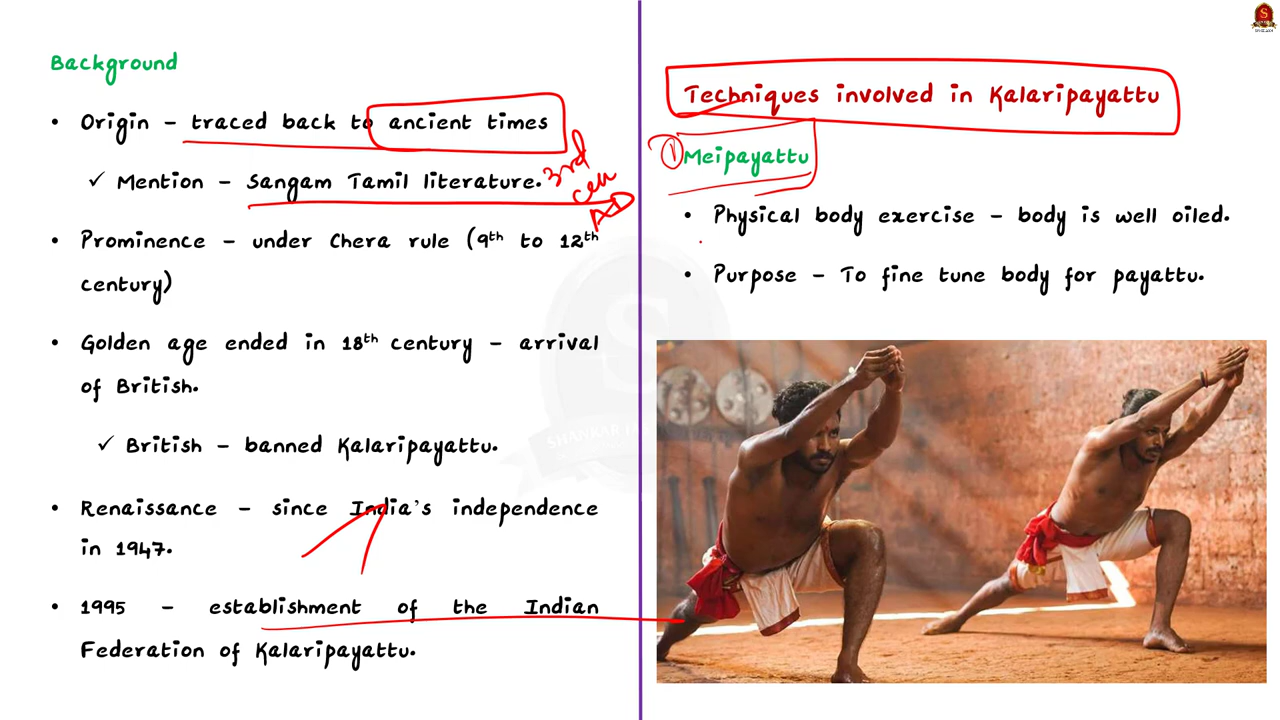 Background
• Origin – traced back to ancient times
✓ Mention – Sangam Tamil literature.
3rd
cen
AD
• Prominence – under Chera rule (9th to 12th
century)
• Golden age ended in 18th century – arrival
of British.
✓ British – banned Kalaripayattu.
• Renaissance – since India's independence
in 1947.
• 1995 – establishment of the Indian
Federation of Kalaripayattu.
Techniques involved in Kalaripayattu
① Meipayattu
• Physical body exercise – body is well oiled.
• Purpose – To fine tune body for payattu.
S
SHANKAR